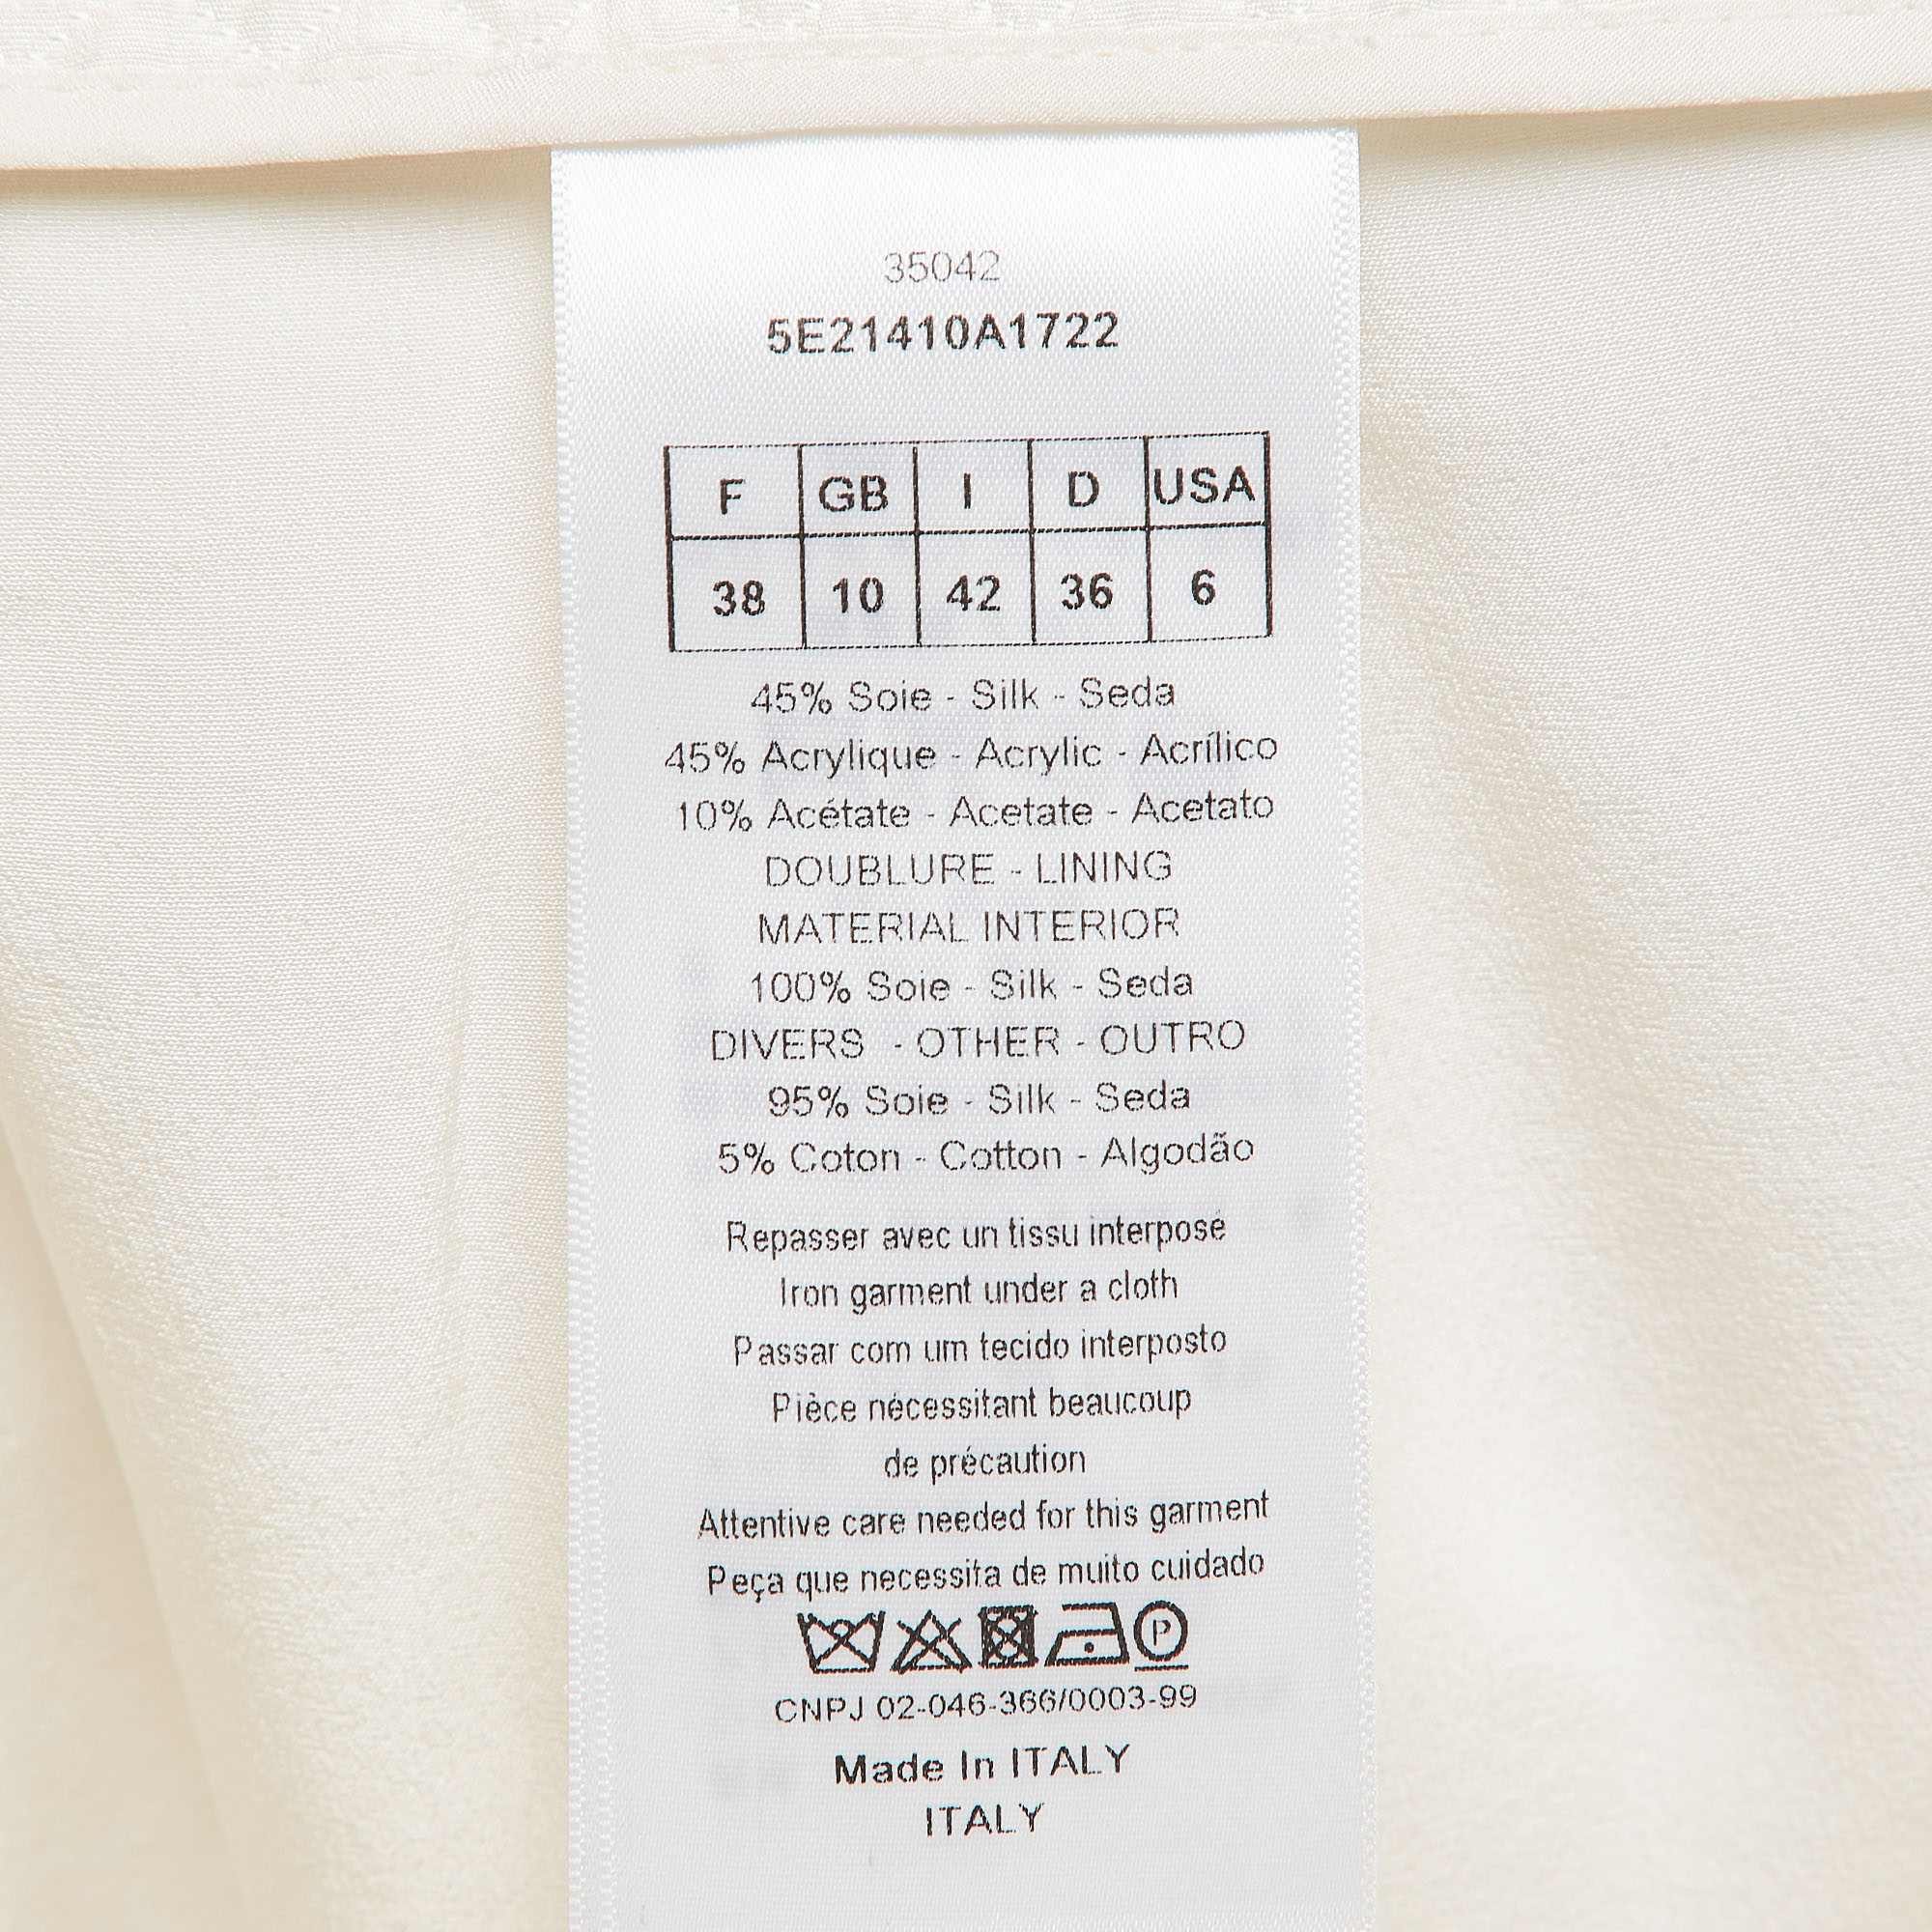 35042
5E21410A1722
F GB I D USA
38 10 42 36 6
45% Soie - Silk - Seda
45% Acrylique - Acrylic - Acrílico
10% Acétate - Acetate - Acetato
DOUBLURE - LINING
MATERIAL INTERIOR
100% Soie - Silk - Seda
DIVERS - OTHER - OUTRO
95% Soie - Silk - Seda
5% Coton - Cotton - Algodão
Repasser avec un tissu interposé
Iron garment under a cloth
Passar com um tecido interposto
Pièce nécessitant beaucoup
de précaution
Attentive care needed for this garment
Peça que necessita de muito cuidado
P
CNPJ 02-046-366/0003-99
Made In ITALY
ITALY